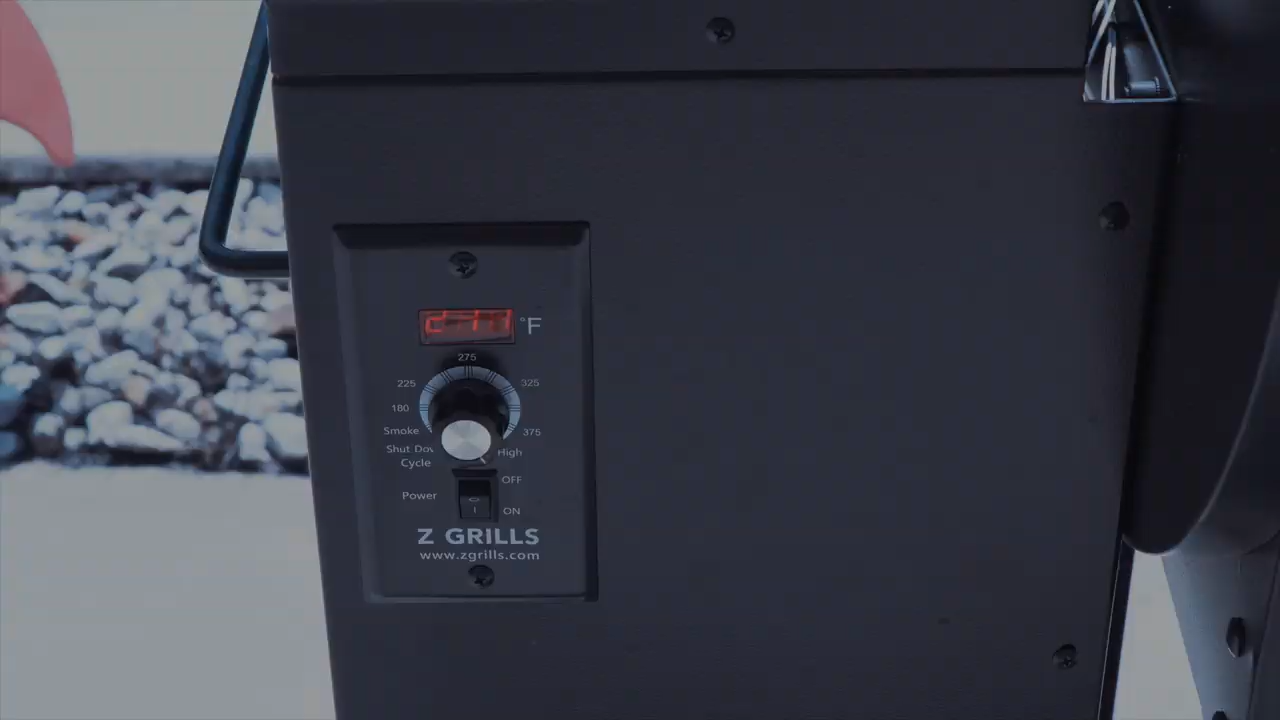 °F
275
225
325
180
Smoke
375
Shut Dow
High
Cycle
OFF
Power
ON
Z GRILLS
www.zgrills.com